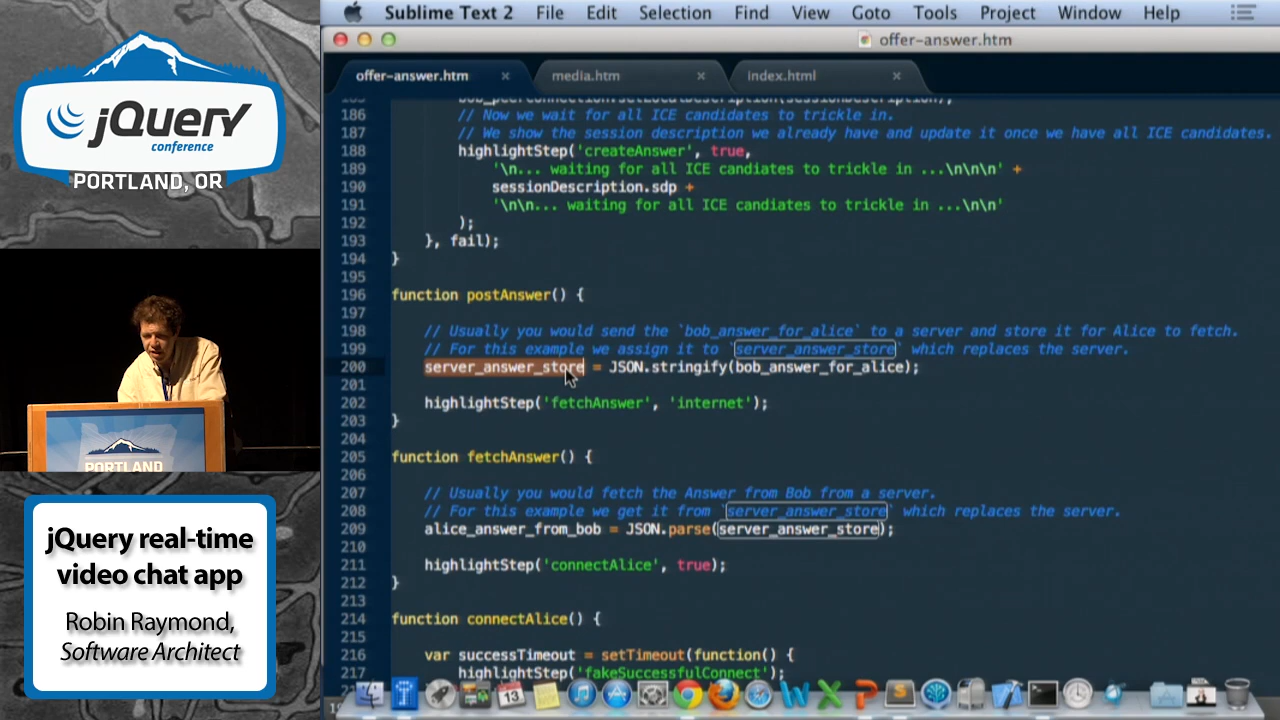 jQuery
conference
PORTLAND, OR
PORTLAND
jQuery real-time
video chat app
Robin Raymond,
Software Architect
Sublime Text 2 File Edit Selection Find View Goto Tools Project Window Help
offer-answer.htm
offer-answer.htm media.htm index.html
186 // Now we wait for all ICE candidates to trickle in.
187 // We show the session description we already have and update it once we have all ICE candidates.
188 highlightStep('createAnswer', true,
189 '\n... waiting for all ICE candiates to trickle in ...\n\n\n' +
190 sessionDescription.sdp +
191 '\n\n... waiting for all ICE candiates to trickle in ...\n\n'
192 );
193 }, fail);
194 }
195
196 function postAnswer() {
197
198 // Usually you would send the `bob_answer_for_alice` to a server and store it for Alice to fetch.
199 // For this example we assign it to `server_answer_store` which replaces the server.
200 server_answer_store = JSON.stringify(bob_answer_for_alice);
201
202 highlightStep('fetchAnswer', 'internet');
203 }
204
205 function fetchAnswer() {
206
207 // Usually you would fetch the Answer from Bob from a server.
208 // For this example we get it from `server_answer_store` which replaces the server.
209 alice_answer_from_bob = JSON.parse(server_answer_store);
210
211 highlightStep('connectAlice', true);
212 }
213
214 function connectAlice() {
215
216 var successTimeout = setTimeout(function() {
217 highlightStep('fakeSuccessfulConnect');